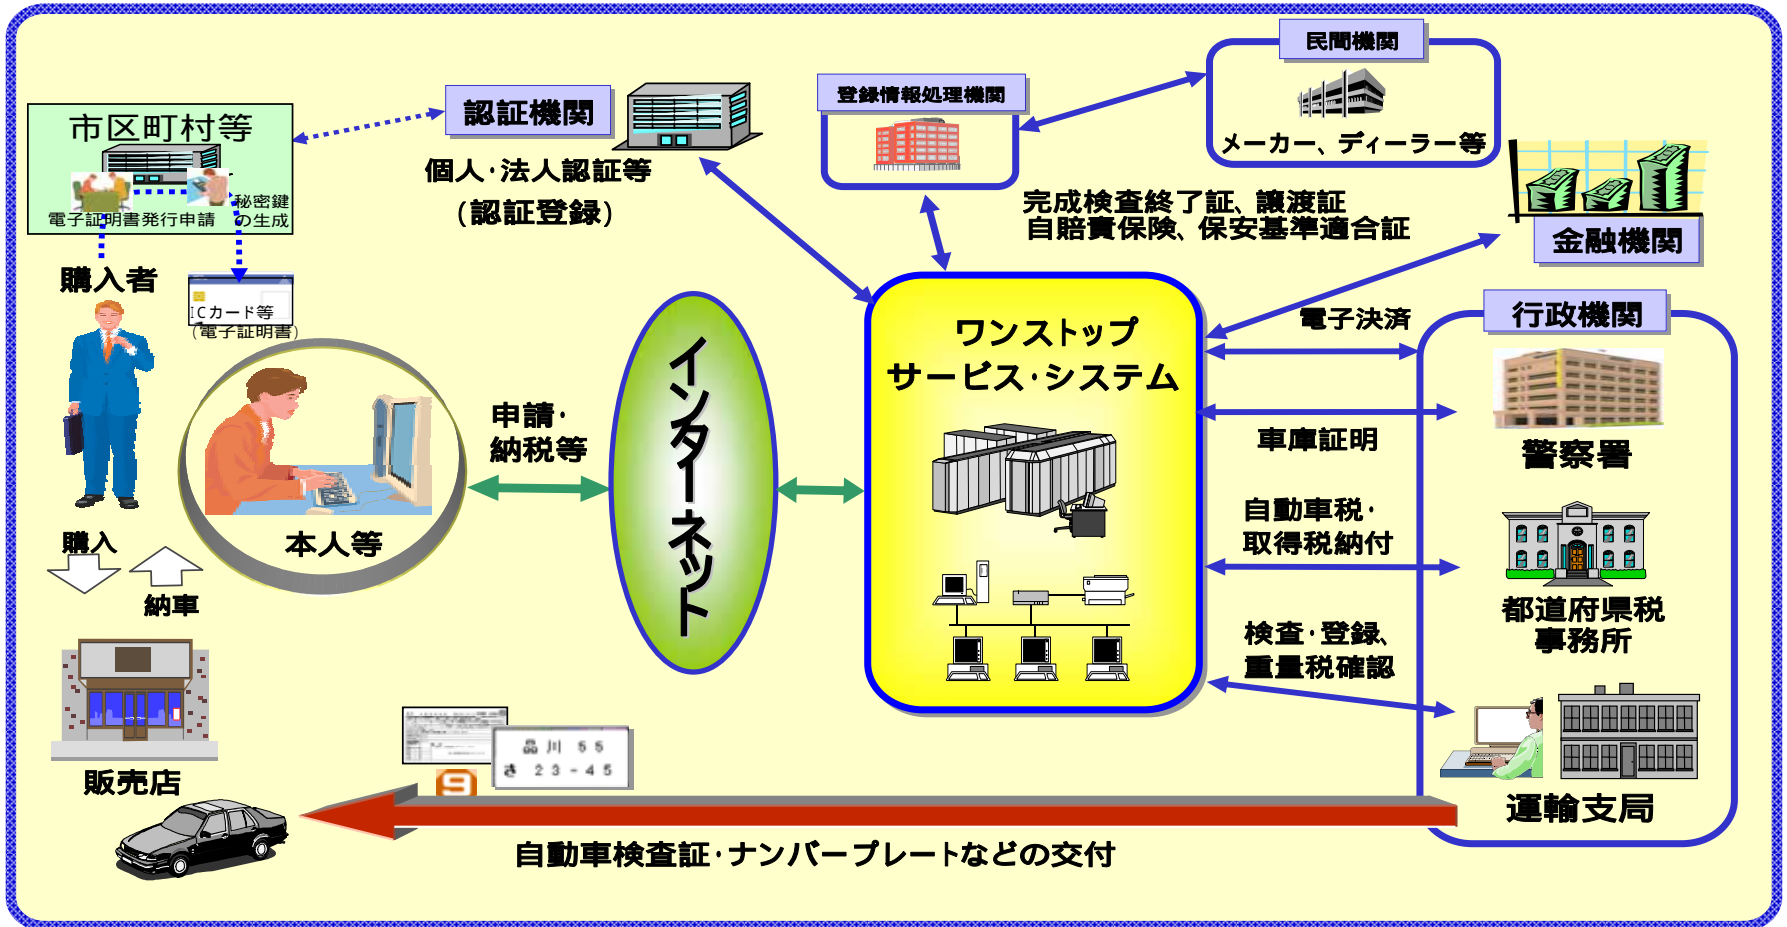 民間機関
メーカー、ディーラー等
登録情報処理機関
認証機関
個人・法人認証等
(認証登録)
市区町村等
電子証明書発行申請
秘密鍵
の生成
完成検査終了証、譲渡証
自賠責保険、保安基準適合証
金融機関
購入者
ICカード等
(電子証明書)
電子決済
行政機関
ワンストップ
サービス・システム
インターネット
申請・
納税等
本人等
車庫証明
警察署
自動車税・
取得税納付
都道府県税
事務所
購入
納車
検査・登録、
重量税確認
運輸支局
販売店
品川 55
さ 23-45
9
自動車検査証・ナンバープレートなどの交付